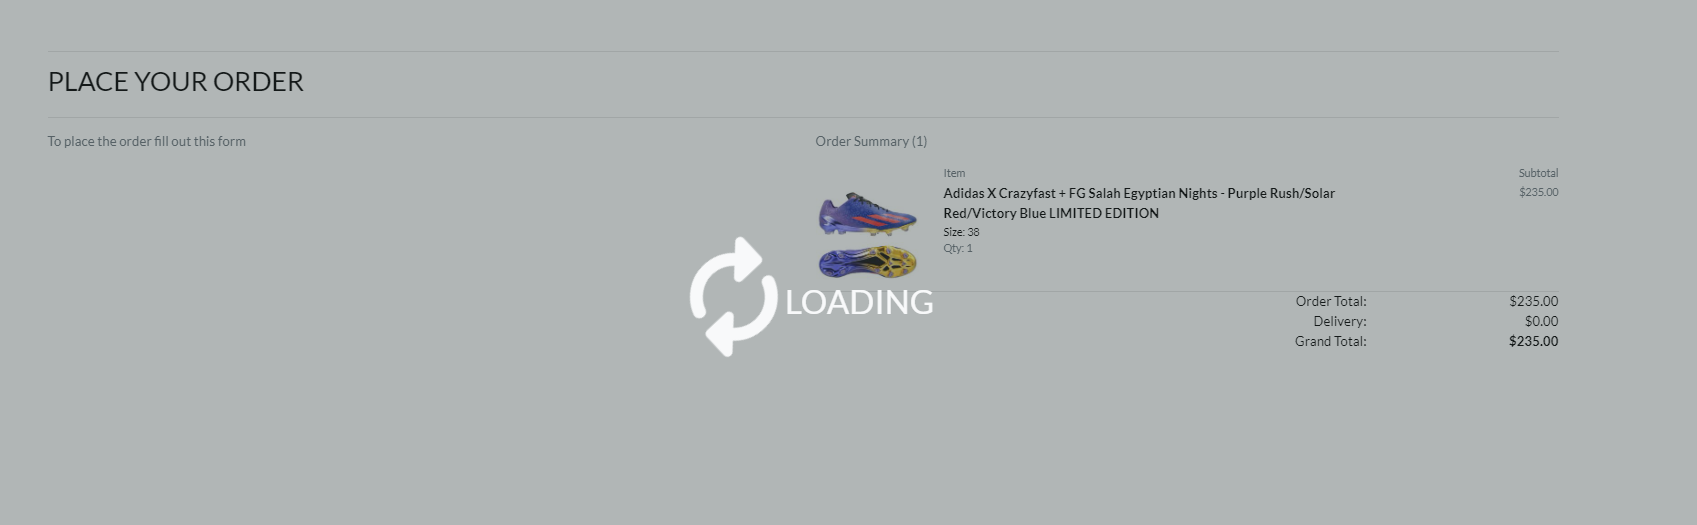 PLACE YOUR ORDER
To place the order fill out this form
Order Summary (1)
Item
Subtotal
Adidas X Crazyfast + FG Salah Egyptian Nights - Purple Rush/Solar
$235.00
Red/Victory Blue LIMITED EDITION
Size: 38
Qty: 1
LOADING
Order Total:
$235.00
Delivery:
$0.00
Grand Total:
$235.00